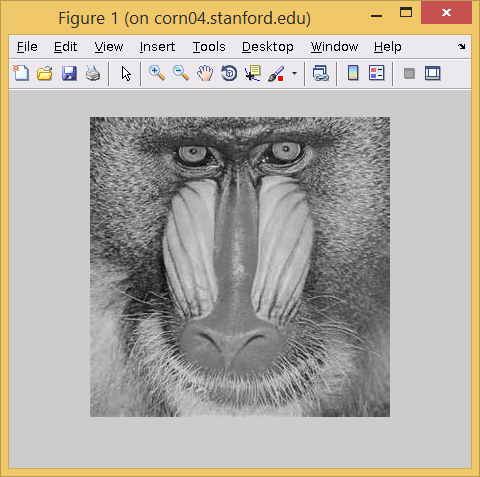 Figure 1 (on corn04.stanford.edu)
File Edit View Insert Tools Desktop Window Help